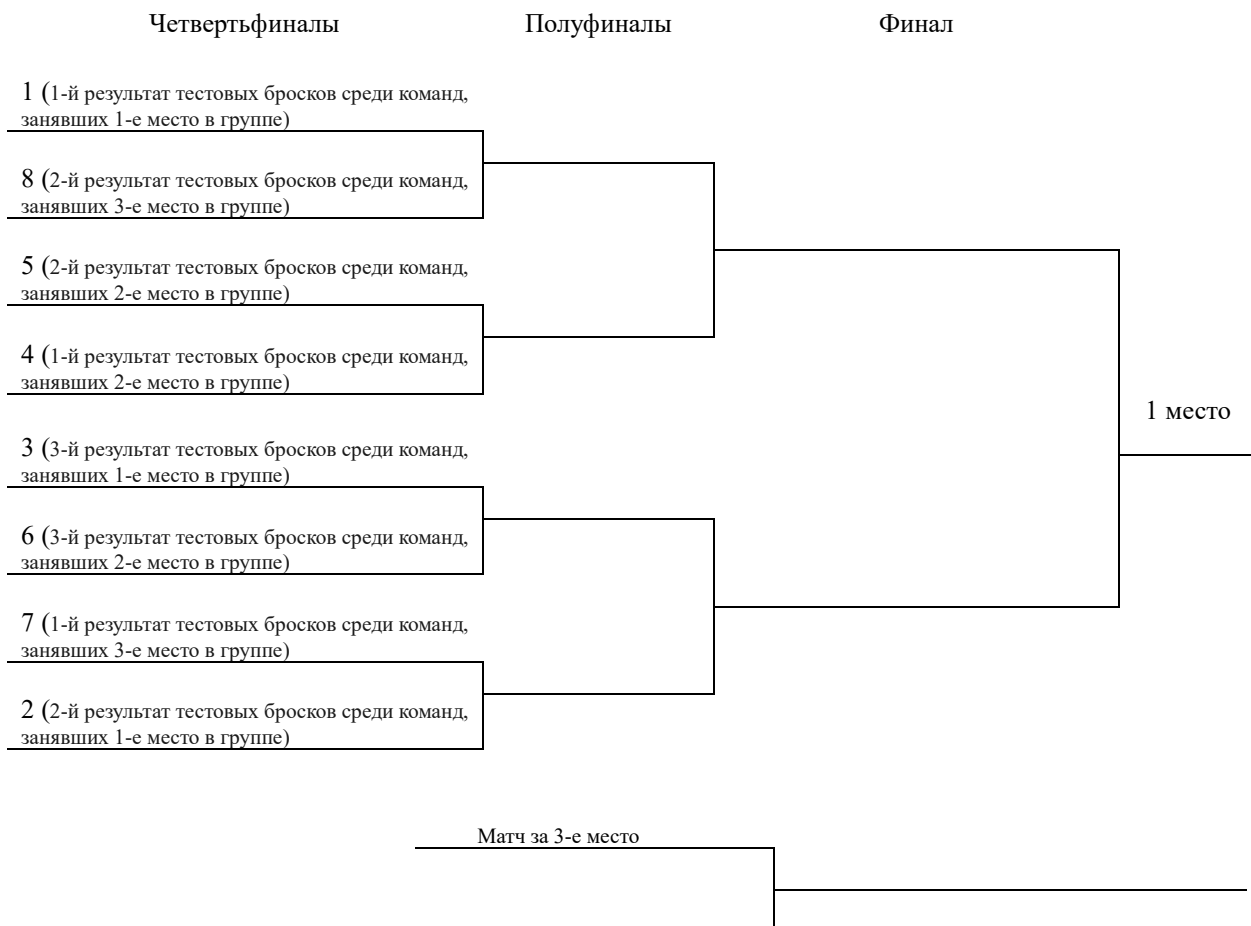 Четвертьфиналы Полуфиналы Финал
1 (1-й результат тестовых бросков среди команд,
занявших 1-е место в группе)
8 (2-й результат тестовых бросков среди команд,
занявших 3-е место в группе)
5 (2-й результат тестовых бросков среди команд,
занявших 2-е место в группе)
4 (1-й результат тестовых бросков среди команд,
занявших 2-е место в группе)
1 место
3 (3-й результат тестовых бросков среди команд,
занявших 1-е место в группе)
6 (3-й результат тестовых бросков среди команд,
занявших 2-е место в группе)
7 (1-й результат тестовых бросков среди команд,
занявших 3-е место в группе)
2 (2-й результат тестовых бросков среди команд,
занявших 1-е место в группе)
Матч за 3-е место